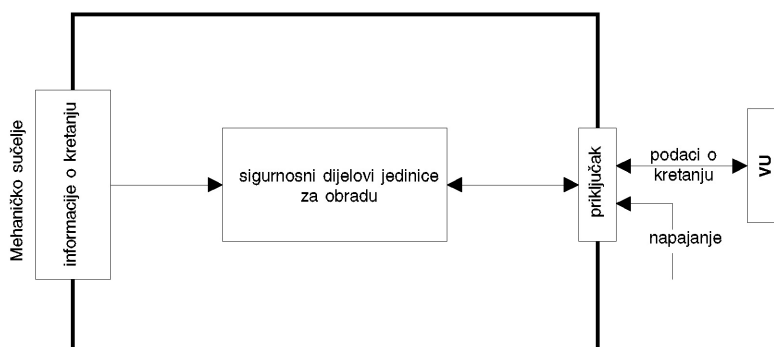 Mehaničko sučelje
informacije o kretanju
sigurnosni dijelovi jedinice
za obradu
priključak
podaci o
kretanju
napajanje
VU